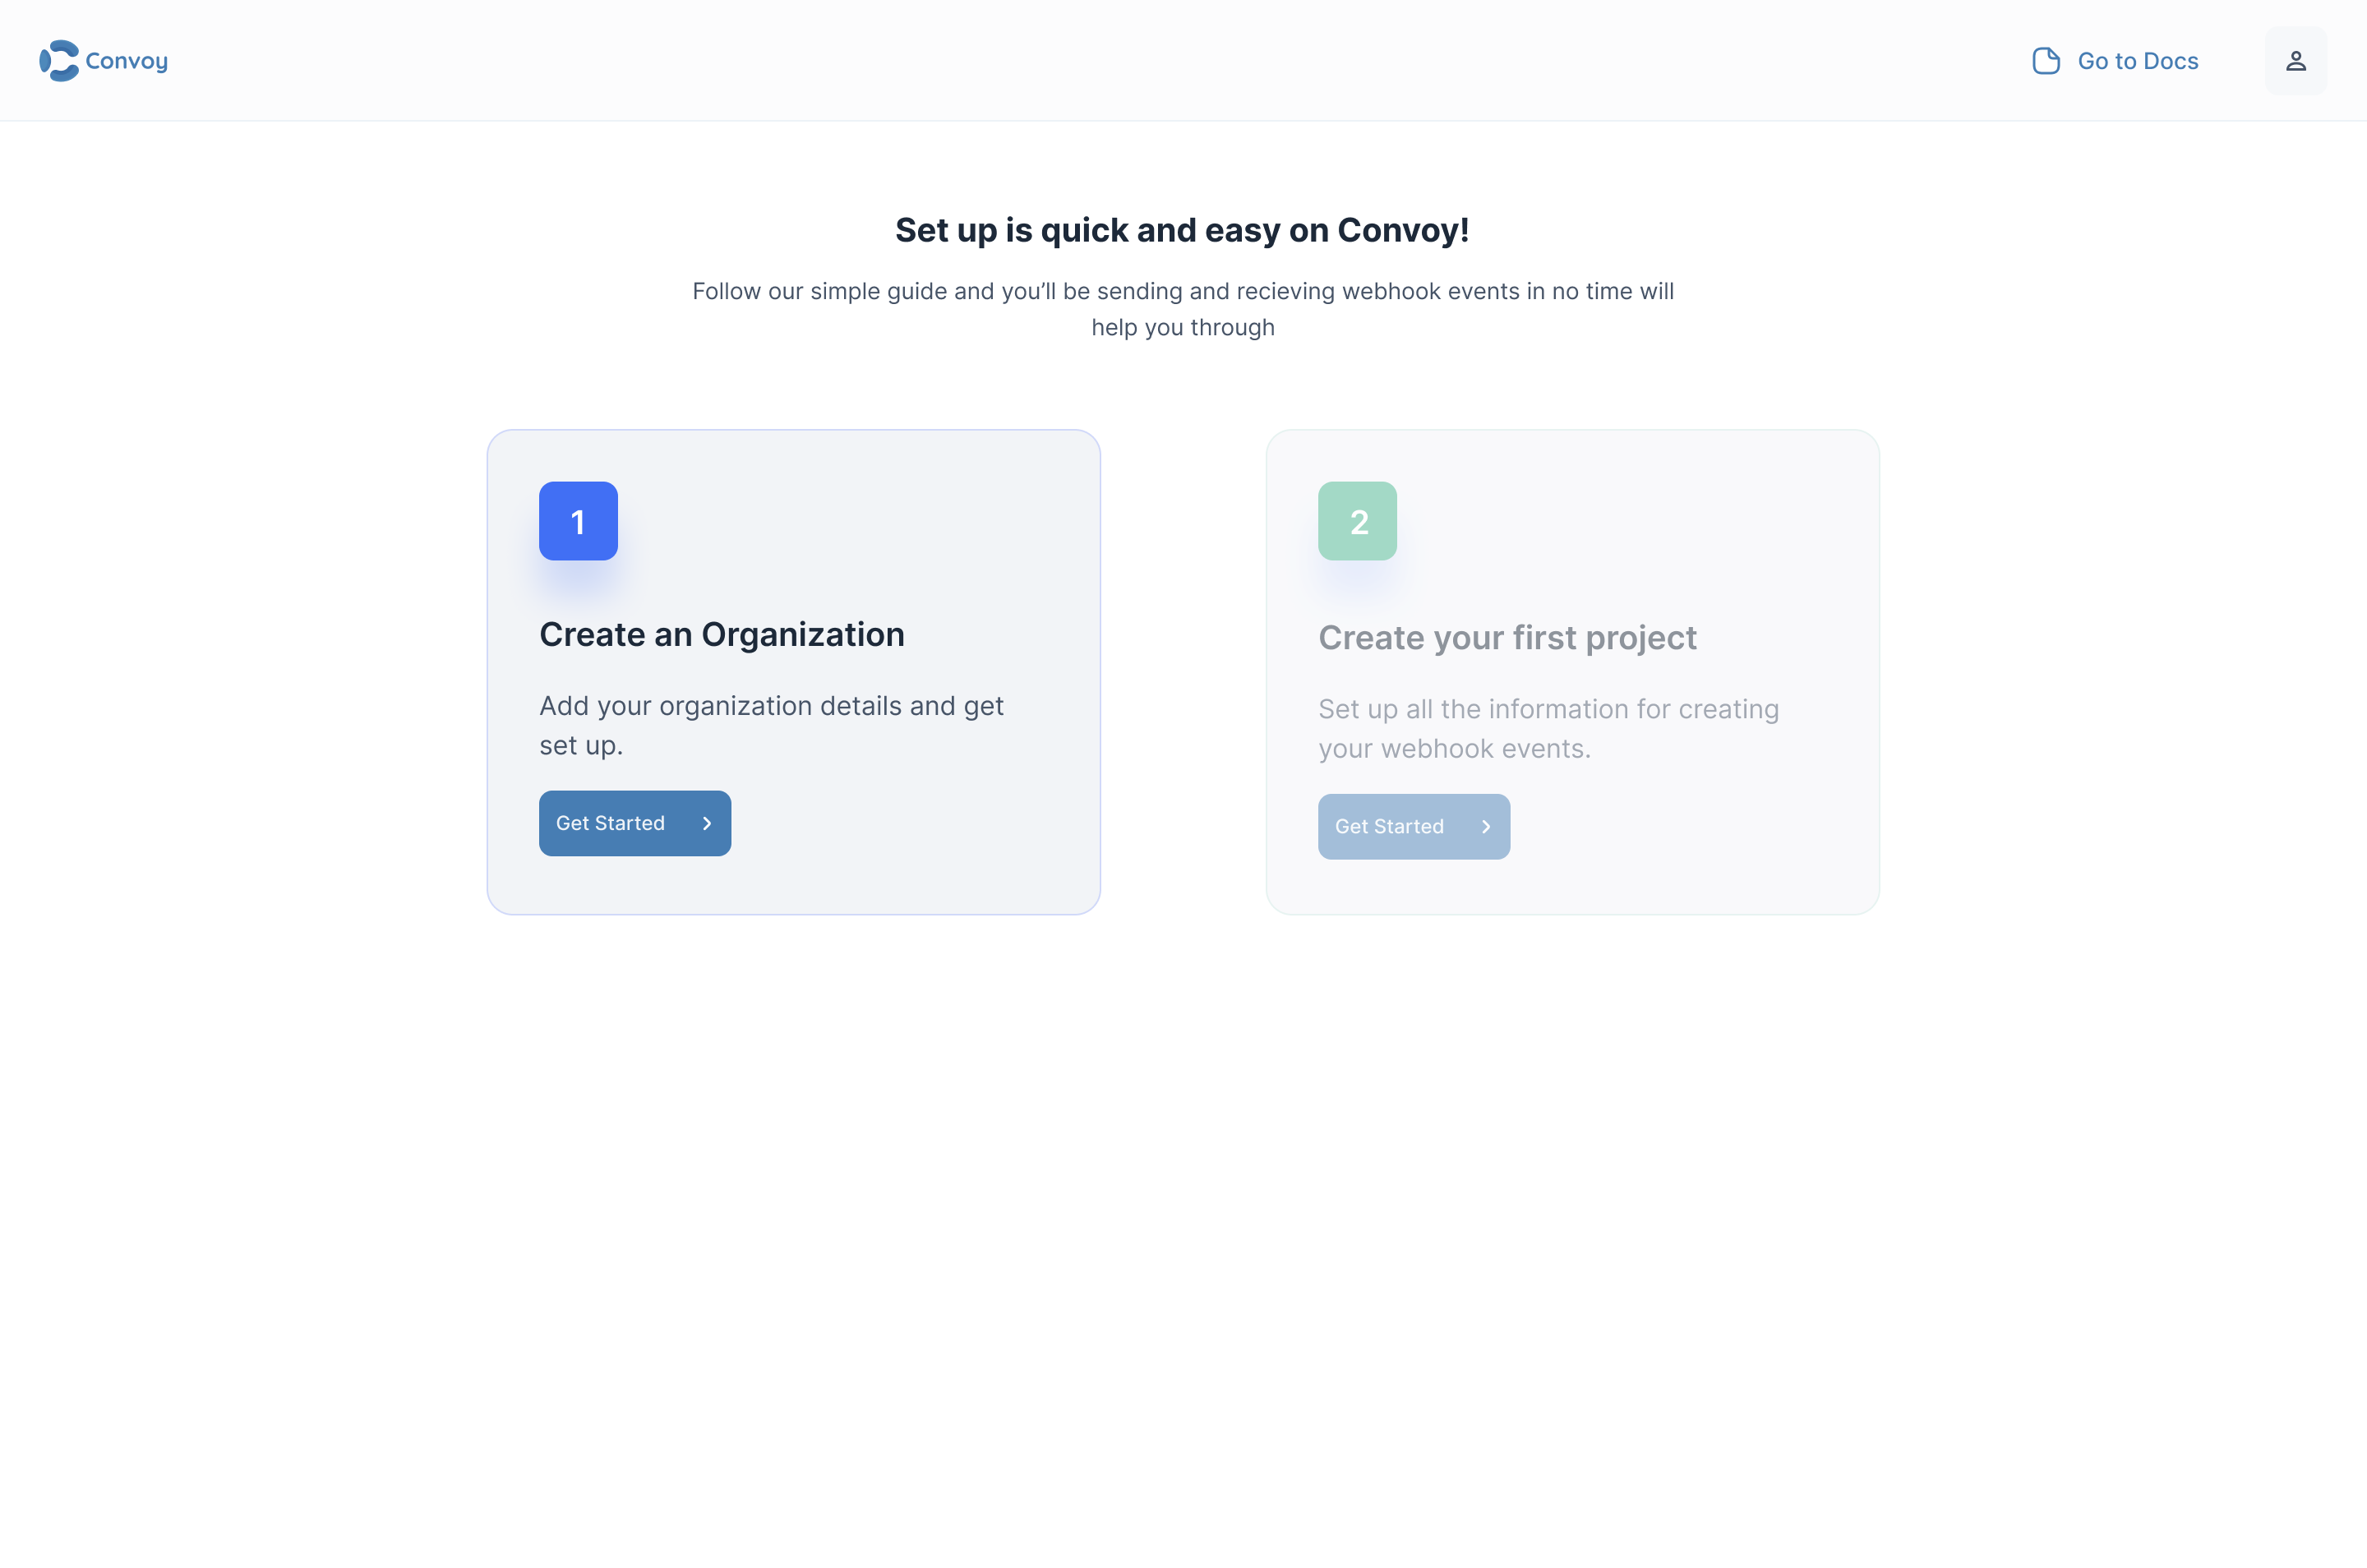 Convoy
Go to Docs
Set up is quick and easy on Convoy!
Follow our simple guide and you’ll be sending and recieving webhook events in no time will
help you through
1
Create an Organization
Add your organization details and get
set up.
Get Started
2
Create your first project
Set up all the information for creating
your webhook events.
Get Started